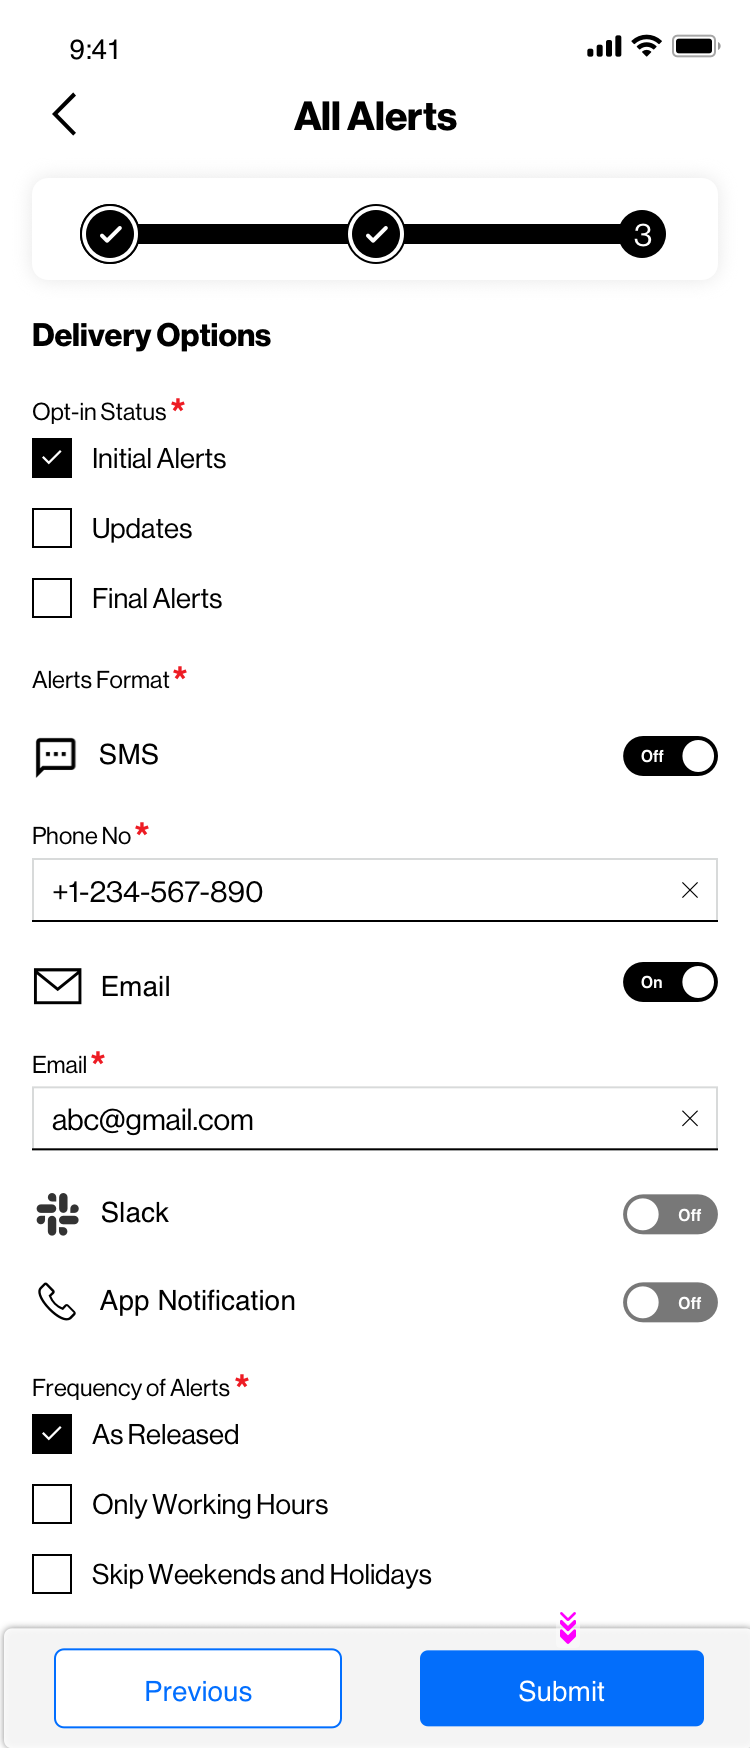 9:41
All Alerts
3
Delivery Options
Opt-in Status *
Initial Alerts
Updates
Final Alerts
Alerts Format *
SMS
Off
Phone No *
+1-234-567-890
Email
On
Email *
abc@gmail.com
Slack
Off
App Notification
Off
Frequency of Alerts *
As Released
Only Working Hours
Skip Weekends and Holidays
Previous
Submit